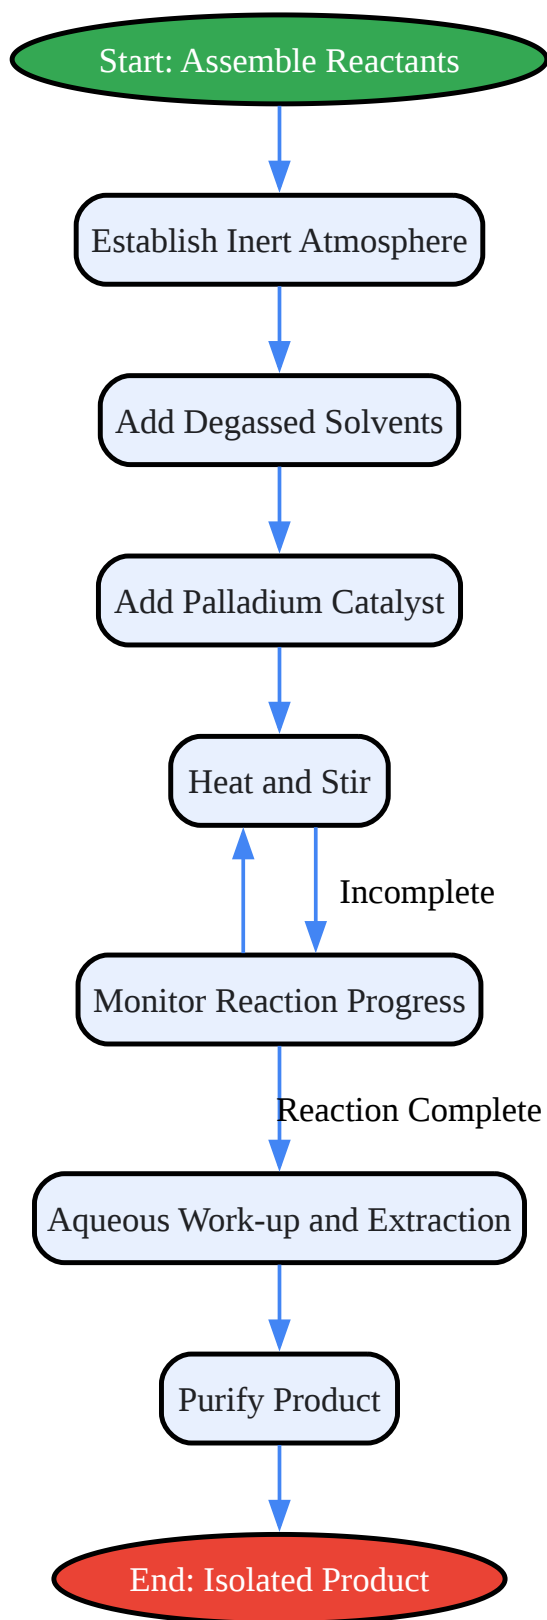 Start: Assemble Reactants
Establish Inert Atmosphere
Add Degassed Solvents
Add Palladium Catalyst
Heat and Stir
Incomplete
Monitor Reaction Progress
Reaction Complete
Aqueous Work-up and Extraction
Purify Product
End: Isolated Product